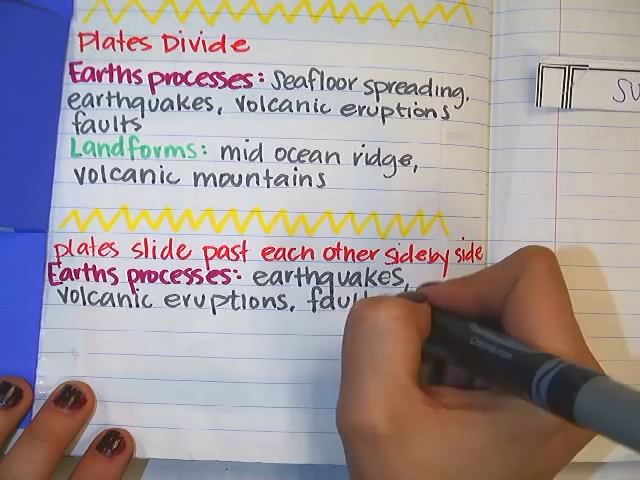 Plates Divide
Earths processes: seafloor spreading.
earthquakes, volcanic eruptions
faults
Landforms: mid ocean ridge,
volcanic mountains
plates slide past each other side by side
Earths processes: earthquakes,
volcanic eruptions,